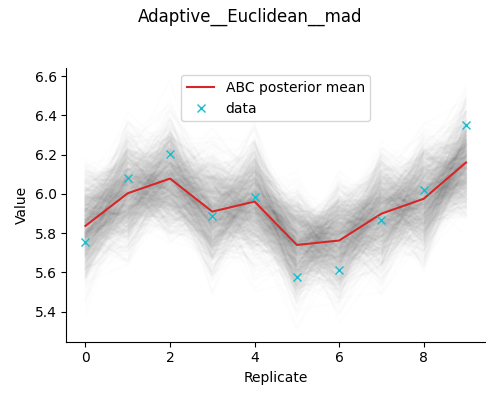 Adaptive__Euclidean__mad
ABC posterior mean
data
Value
6.6
6.4
6.2
6.0
5.8
5.6
5.4
0 2 4 6 8
Replicate